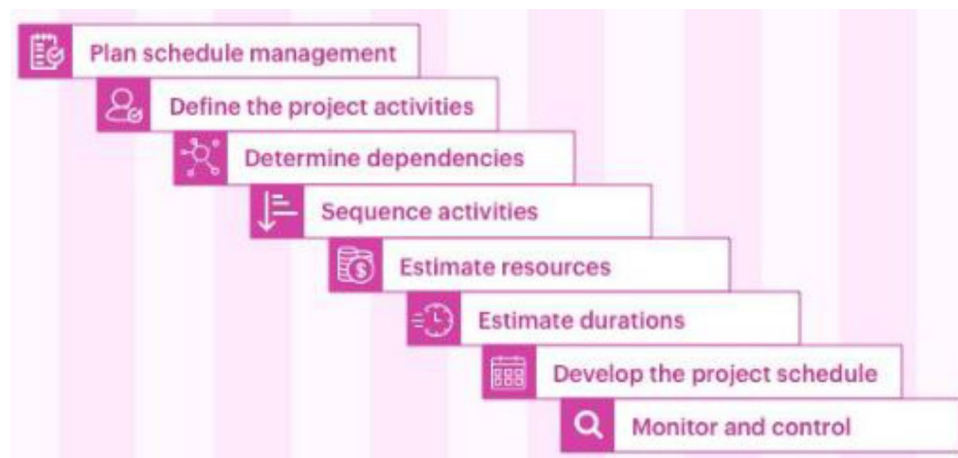 Plan schedule management
Define the project activities
Determine dependencies
Sequence activities
Estimate resources
Estimate durations
Develop the project schedule
Monitor and control